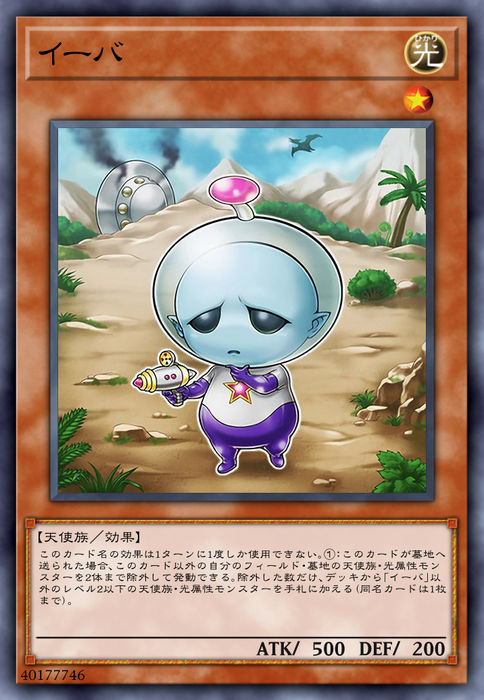 イーバ
ひかり
光
【天使族／効果】
このカード名の効果は1ターンに1度しか使用できない。①：このカードが墓地へ
送られた場合、このカード以外の自分のフィールド・墓地の天使族・光属性モン
スターを2体まで除外して発動できる。除外した数だけ、デッキから「イーバ」以
外のレベル2以下の天使族・光属性モンスターを手札に加える（同名カードは1枚
まで）。
ATK/ 500 DEF/ 200
40177746